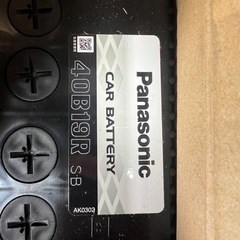 Panasonic
CAR BATTERY
40B19R SB
AK0303